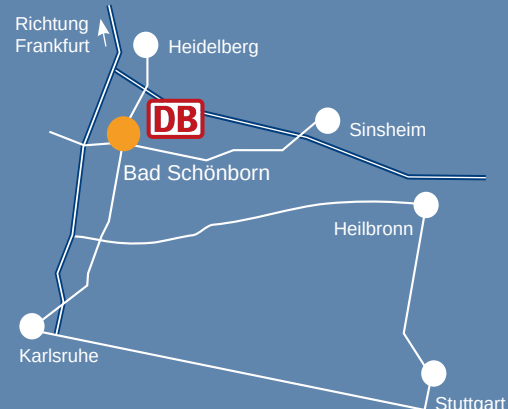 Richtung
Frankfurt
Heidelberg
DB
Sinsheim
Bad Schönborn
Heilbronn
Karlsruhe
Stuttgart